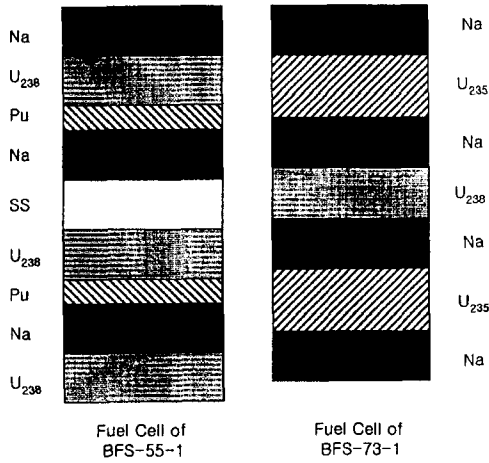 Na
U238
Pu
Na
SS
U238
Pu
Na
U238
Fuel Cell of
BFS-55-1
Na
U235
Na
U238
Na
U235
Na
Fuel Cell of
BFS-73-1